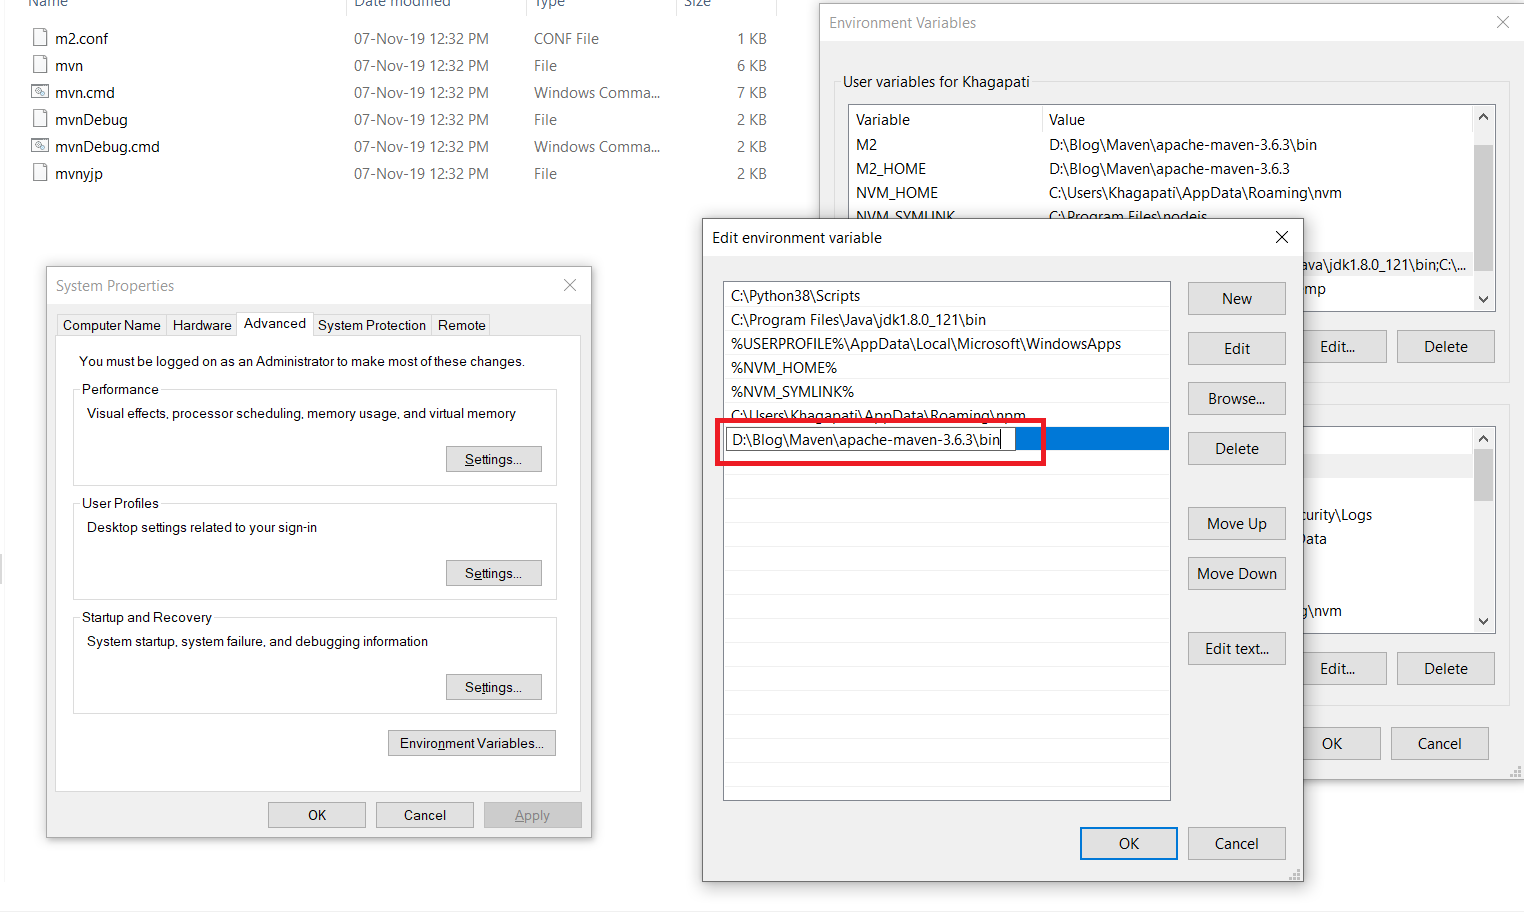 Name Date modified Type Size
m2.conf 07-Nov-19 12:32 PM CONF File 1 KB
mvn 07-Nov-19 12:32 PM File 6 KB
mvn.cmd 07-Nov-19 12:32 PM Windows Comma... 7 KB
mvnDebug 07-Nov-19 12:32 PM File 2 KB
mvnDebug.cmd 07-Nov-19 12:32 PM Windows Comma... 2 KB
mvnyjp 07-Nov-19 12:32 PM File 2 KB
System Properties
Computer Name Hardware Advanced System Protection Remote
You must be logged on as an Administrator to make most of these changes.
Performance
Visual effects, processor scheduling, memory usage, and virtual memory
Settings...
User Profiles
Desktop settings related to your sign-in
Settings...
Startup and Recovery
System startup, system failure, and debugging information
Settings...
Environment Variables...
OK Cancel Apply
Environment Variables
User variables for Khagapati
Variable Value
M2 D:\Blog\Maven\apache-maven-3.6.3\bin
M2_HOME D:\Blog\Maven\apache-maven-3.6.3
NVM_HOME C:\Users\Khagapati\AppData\Roaming\nvm
NVM_SYMLINK C:\Program Files\nodejs
ava\jdk1.8.0_121\bin;C:\...
mp
Edit... Delete
curity\Logs
Data
g\nvm
Edit... Delete
OK Cancel
Edit environment variable
C:\Python38\Scripts
C:\Program Files\Java\jdk1.8.0_121\bin
%USERPROFILE%\AppData\Local\Microsoft\WindowsApps
%NVM_HOME%
%NVM_SYMLINK%
C:\Users\Khagapati\AppData\Roaming\npm
D:\Blog\Maven\apache-maven-3.6.3\bin
New
Edit
Browse...
Delete
Move Up
Move Down
Edit text...
OK Cancel